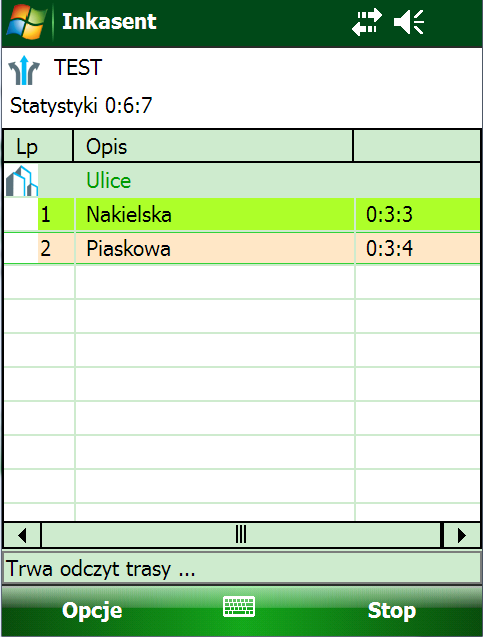 Inkasent
TEST
Statystyki 0:6:7
Lp Opis
Ulice
1 Nakielska 0:3:3
2 Piaskowa 0:3:4
Trwa odczyt trasy ...
Opcje Stop